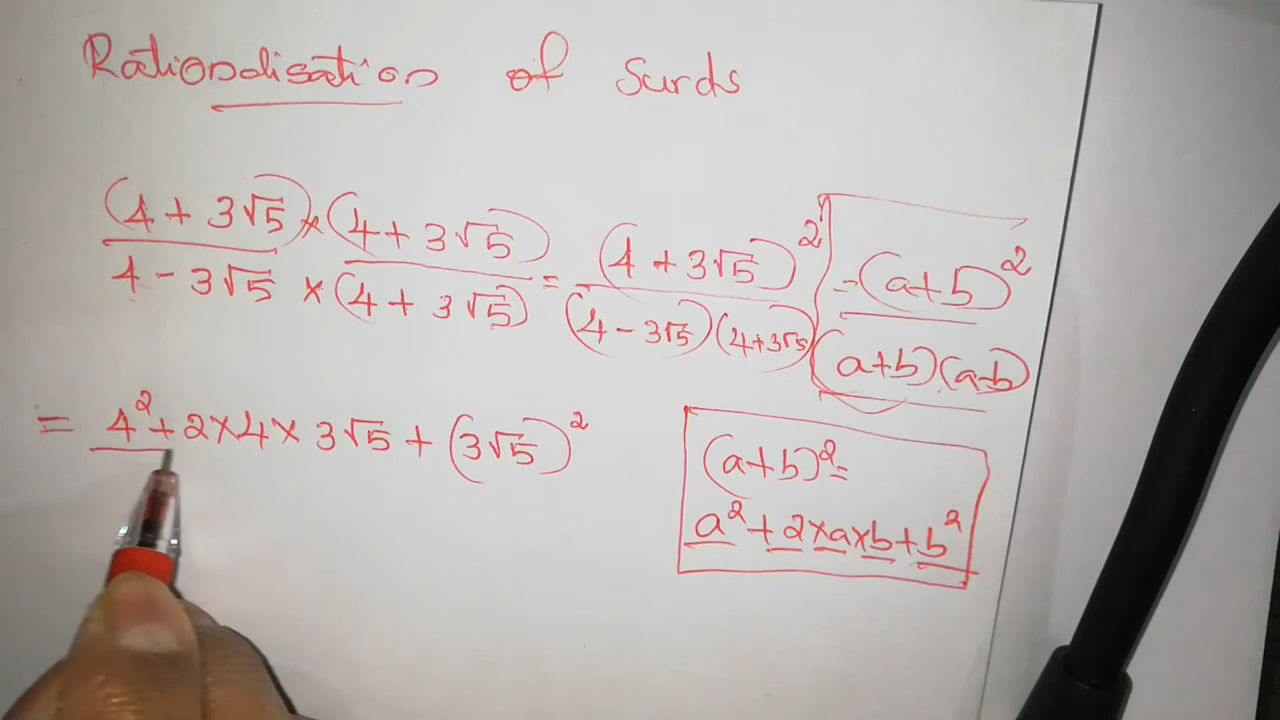 Rationalisation of Surds
(4 + 3√5) × (4 + 3√5) = (4 + 3√5)² = (a+b)²
4 - 3√5 × (4 + 3√5) (4 - 3√5)(4+3√5) (a+b)(a-b)
= 4² + 2×4× 3√5 + (3√5)²
(a+b)² =
a² + 2×a×b + b²